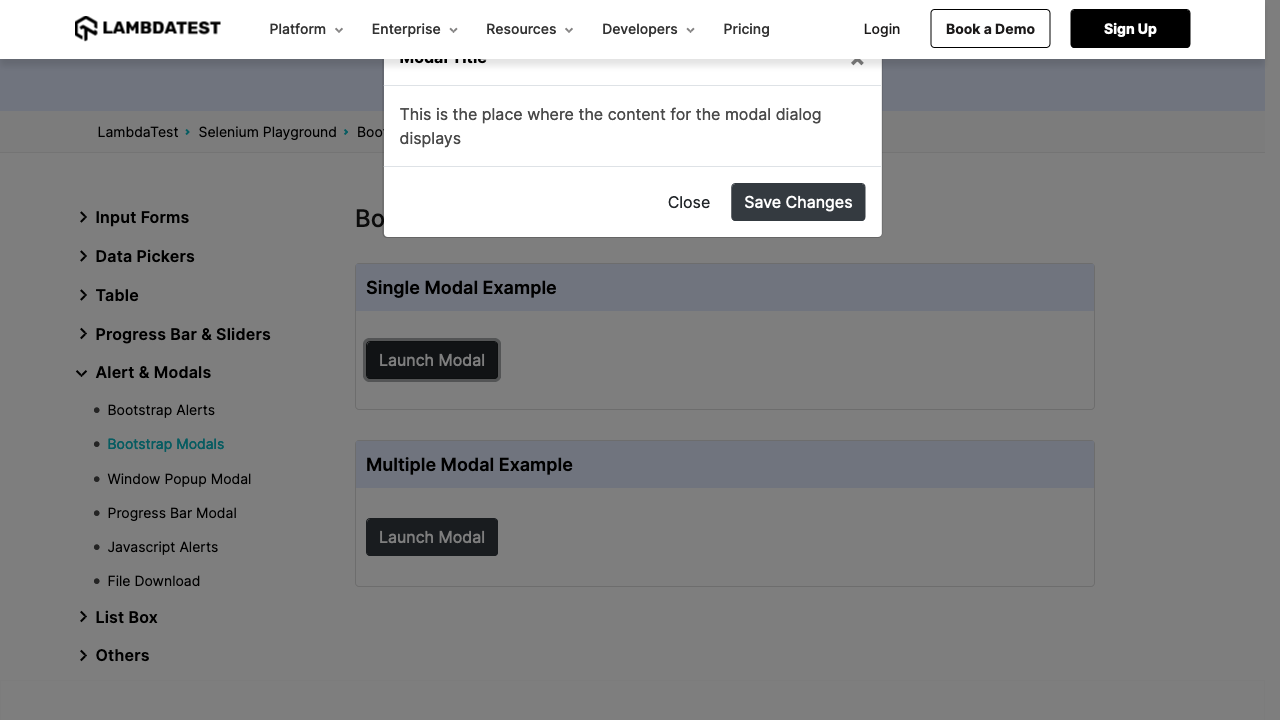 LAMBDATEST Platform Enterprise Resources Developers Pricing Login Book a Demo Sign Up
Modal Title
This is the place where the content for the modal dialog
displays
Close Save Changes
LambdaTest Selenium Playground Boo
Input Forms
Data Pickers
Table
Progress Bar & Sliders
Alert & Modals
Bootstrap Alerts
Bootstrap Modals
Window Popup Modal
Progress Bar Modal
Javascript Alerts
File Download
List Box
Others
Bo
Single Modal Example
Launch Modal
Multiple Modal Example
Launch Modal